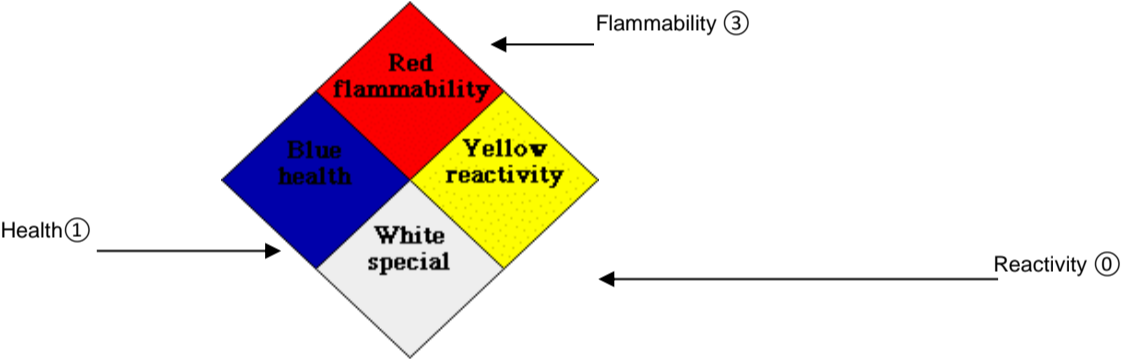 Flammability ③
Red
flammability
Blue
health
Yellow
reactivity
Health①
White
special
Reactivity ⓪